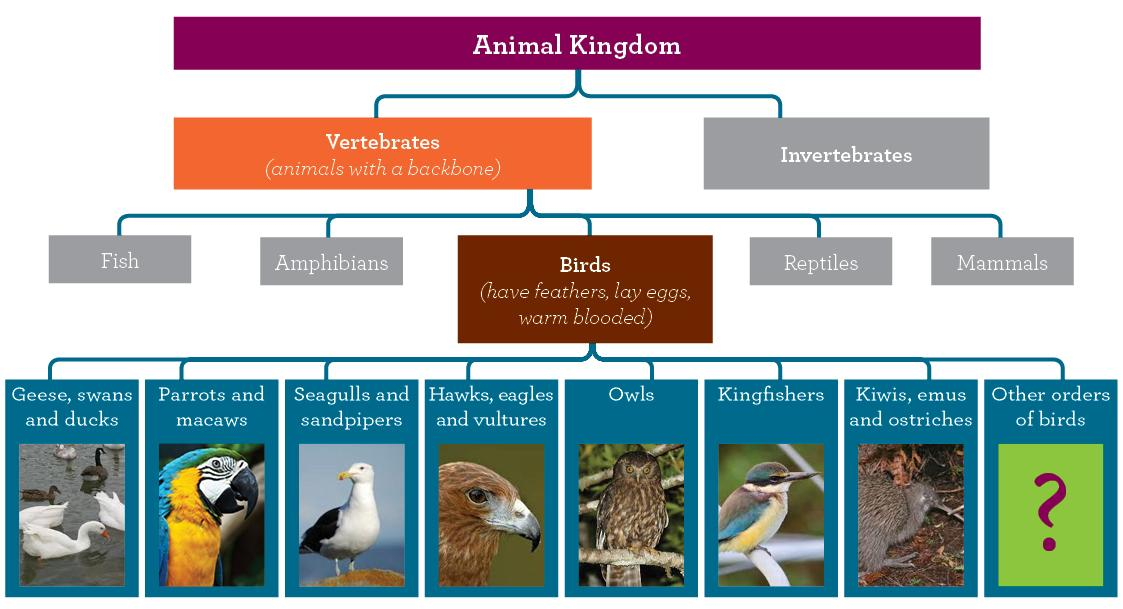 Animal Kingdom
Vertebrates
(animals with a backbone)
Invertebrates
Fish
Amphibians
Birds
(have feathers, lay eggs,
warm blooded)
Reptiles
Mammals
Geese, swans
and ducks
Parrots and
macaws
Seagulls and
sandpipers
Hawks, eagles
and vultures
Owls
Kingfishers
Kiwis, emus
and ostriches
Other orders
of birds
?